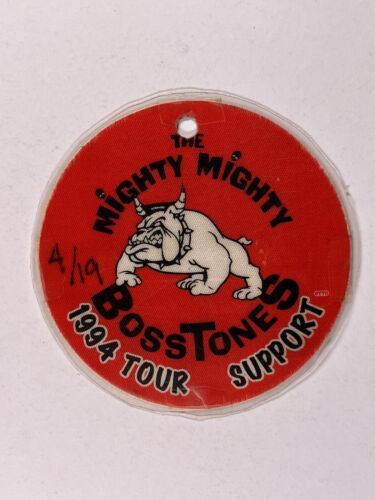 THE
MiGHTY MiGHTY
BOSSTONES
1994 TOUR SUPPORT
4/19